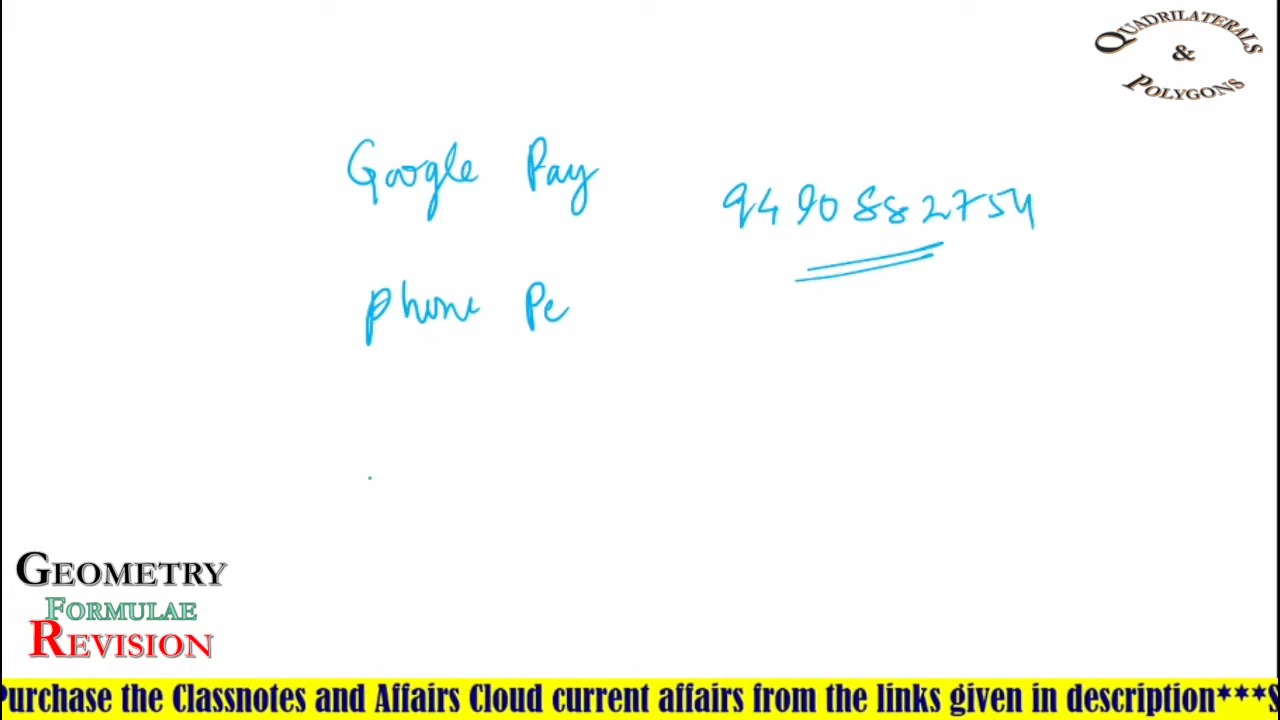 QUADRILATERALS
&
POLYGONS
Google Pay
9490882754
Phone Pe
GEOMETRY
FORMULAE
REVISION
Purchase the Classnotes and Affairs Cloud current affairs from the links given in description***S